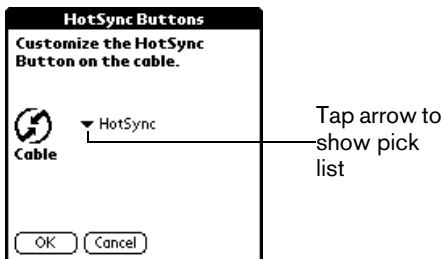 HotSync Buttons
Customize the HotSync
Button on the cable.
HotSync
Cable
OK Cancel
Tap arrow to
show pick
list